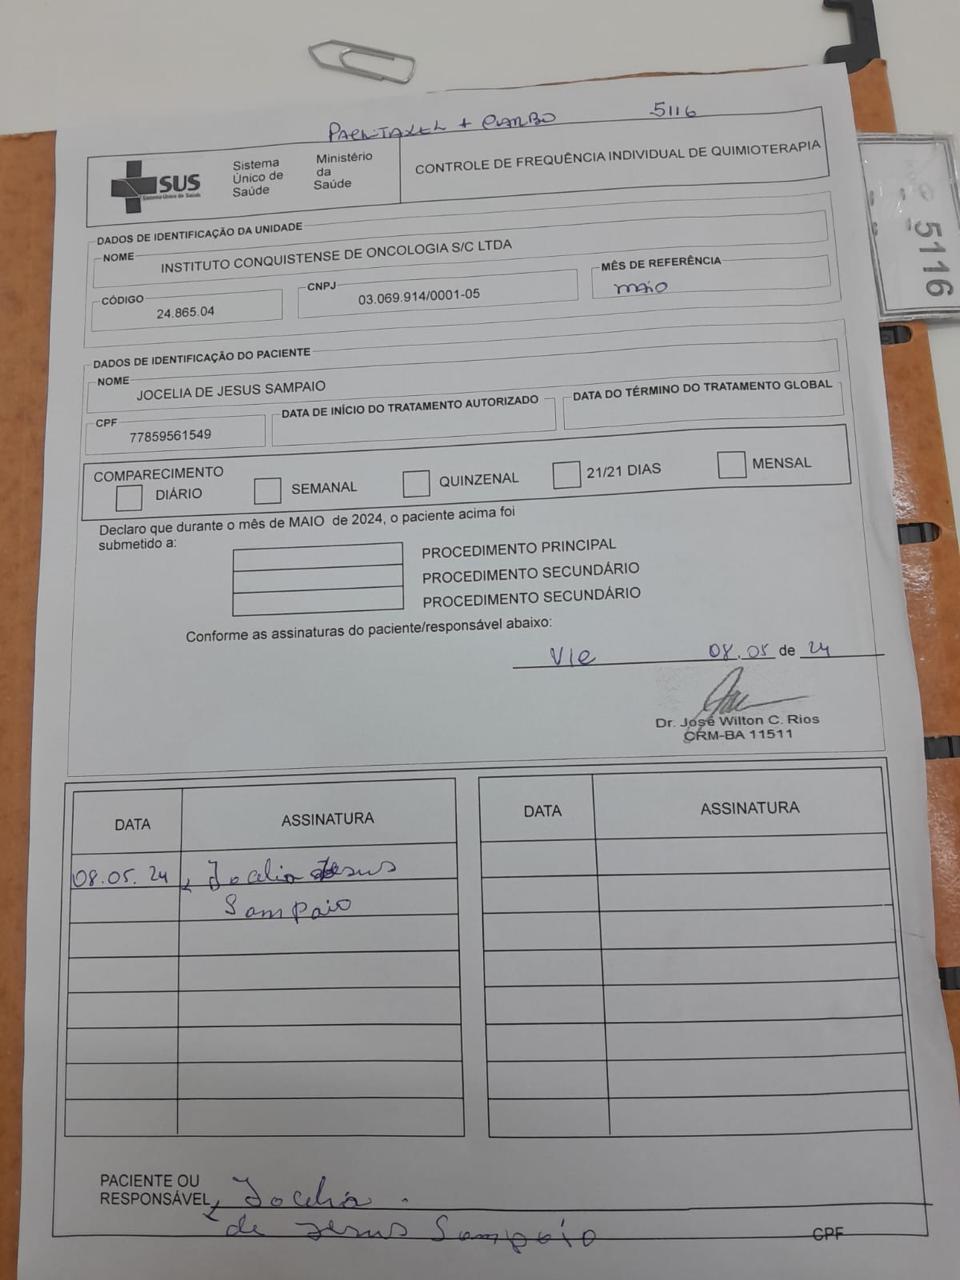 PACLITAXEL + CARBO 5116
SUS
Sistema Único de Saúde
Sistema
Único de
Saúde
Ministério
da
Saúde
CONTROLE DE FREQUÊNCIA INDIVIDUAL DE QUIMIOTERAPIA
DADOS DE IDENTIFICAÇÃO DA UNIDADE
NOME
INSTITUTO CONQUISTENSE DE ONCOLOGIA S/C LTDA
CÓDIGO
24.865.04
CNPJ
03.069.914/0001-05
MÊS DE REFERÊNCIA
maio
5116
DADOS DE IDENTIFICAÇÃO DO PACIENTE
NOME
JOCELIA DE JESUS SAMPAIO
CPF
77859561549
DATA DE INÍCIO DO TRATAMENTO AUTORIZADO
DATA DO TÉRMINO DO TRATAMENTO GLOBAL
COMPARECIMENTO
DIÁRIO SEMANAL QUINZENAL 21/21 DIAS MENSAL
Declaro que durante o mês de MAIO de 2024, o paciente acima foi
submetido a:
PROCEDIMENTO PRINCIPAL
PROCEDIMENTO SECUNDÁRIO
PROCEDIMENTO SECUNDÁRIO
Conforme as assinaturas do paciente/responsável abaixo:
VIC 08.05 de 24
Dr. José Wilton C. Rios
CRM-BA 11511
DATA ASSINATURA DATA ASSINATURA
08.05.24 Jocelia Jesus
Sampaio
PACIENTE OU
RESPONSÁVEL Jocelia
de Jesus Sampaio
CPF